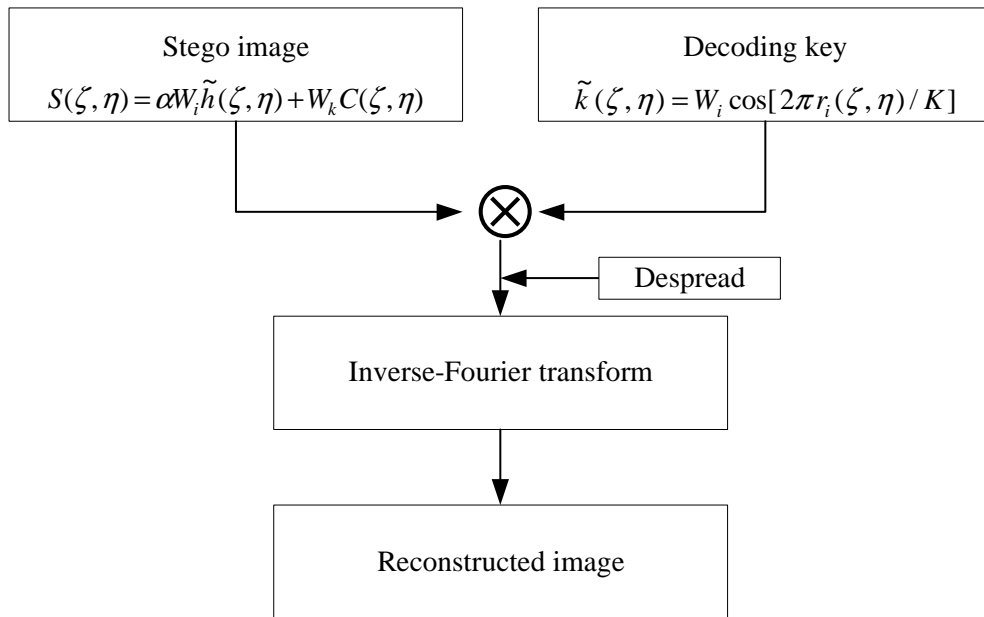 Stego image
S(ζ,η)=αW_i h̃(ζ,η)+W_k C(ζ,η)
Decoding key
k̃(ζ,η)=W_i cos[2πr_i(ζ,η)/K]
⊗
Despread
Inverse-Fourier transform
Reconstructed image